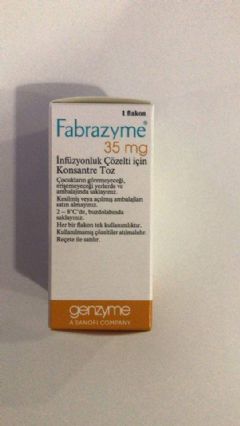 1 flakon
Fabrazyme®
35 mg
İnfüzyonluk Çözelti için
Konsantre Toz
Çocukların göremeyeceği,
erişemeyeceği yerlerde ve
ambalajında saklayınız.
Kesilmiş veya açılmış ambalajları
satın almayınız.
2 – 8°C'de, buzdolabında
saklayınız.
Her bir flakon tek kullanımlıktır.
Kullanılmamış çözeltiler atılmalıdır.
Reçete ile satılır.
genzyme
A SANOFI COMPANY